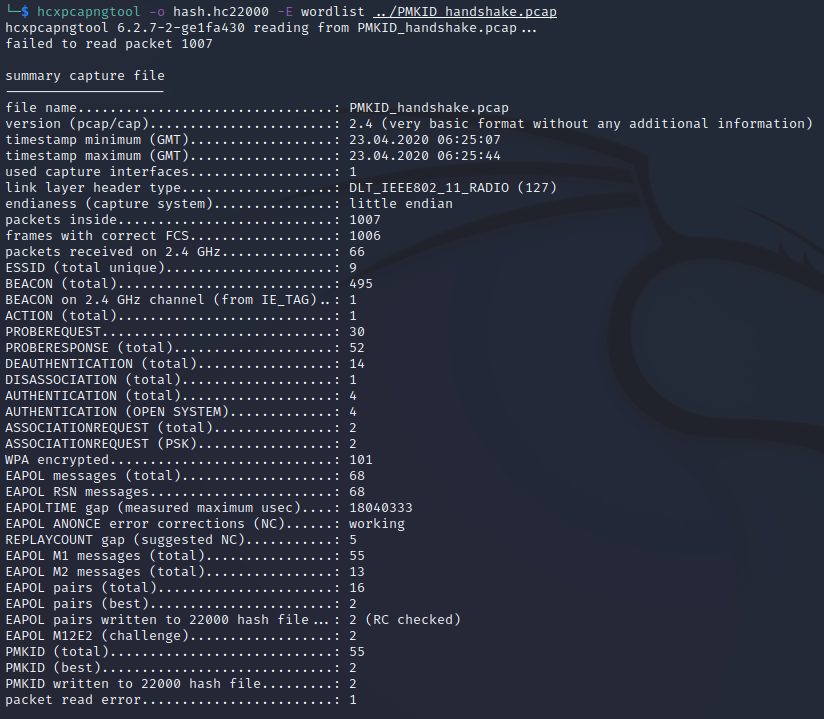 └─$ hcxpcapngtool -o hash.hc22000 -E wordlist ../PMKID_handshake.pcap
hcxpcapngtool 6.2.7-2-ge1fa430 reading from PMKID_handshake.pcap...
failed to read packet 1007
summary capture file
--------------------
file name................................: PMKID_handshake.pcap
version (pcap/cap).......................: 2.4 (very basic format without any additional information)
timestamp minimum (GMT)..................: 23.04.2020 06:25:07
timestamp maximum (GMT)..................: 23.04.2020 06:25:44
used capture interfaces..................: 1
link layer header type...................: DLT_IEEE802_11_RADIO (127)
endianess (capture system)...............: little endian
packets inside...........................: 1007
frames with correct FCS..................: 1006
packets received on 2.4 GHz..............: 66
ESSID (total unique).....................: 9
BEACON (total)...........................: 495
BEACON on 2.4 GHz channel (from IE_TAG)..: 1
ACTION (total)...........................: 1
PROBEREQUEST.............................: 30
PROBERESPONSE (total)....................: 52
DEAUTHENTICATION (total).................: 14
DISASSOCIATION (total)...................: 1
AUTHENTICATION (total)...................: 4
AUTHENTICATION (OPEN SYSTEM).............: 4
ASSOCIATIONREQUEST (total)...............: 2
ASSOCIATIONREQUEST (PSK).................: 2
WPA encrypted............................: 101
EAPOL messages (total)...................: 68
EAPOL RSN messages.......................: 68
EAPOLTIME gap (measured maximum usec)....: 18040333
EAPOL ANONCE error corrections (NC)......: working
REPLAYCOUNT gap (suggested NC)...........: 5
EAPOL M1 messages (total)................: 55
EAPOL M2 messages (total)................: 13
EAPOL pairs (total)......................: 16
EAPOL pairs (best).......................: 2
EAPOL pairs written to 22000 hash file...: 2 (RC checked)
EAPOL M12E2 (challenge)..................: 2
PMKID (total)............................: 55
PMKID (best).............................: 2
PMKID written to 22000 hash file.........: 2
packet read error........................: 1